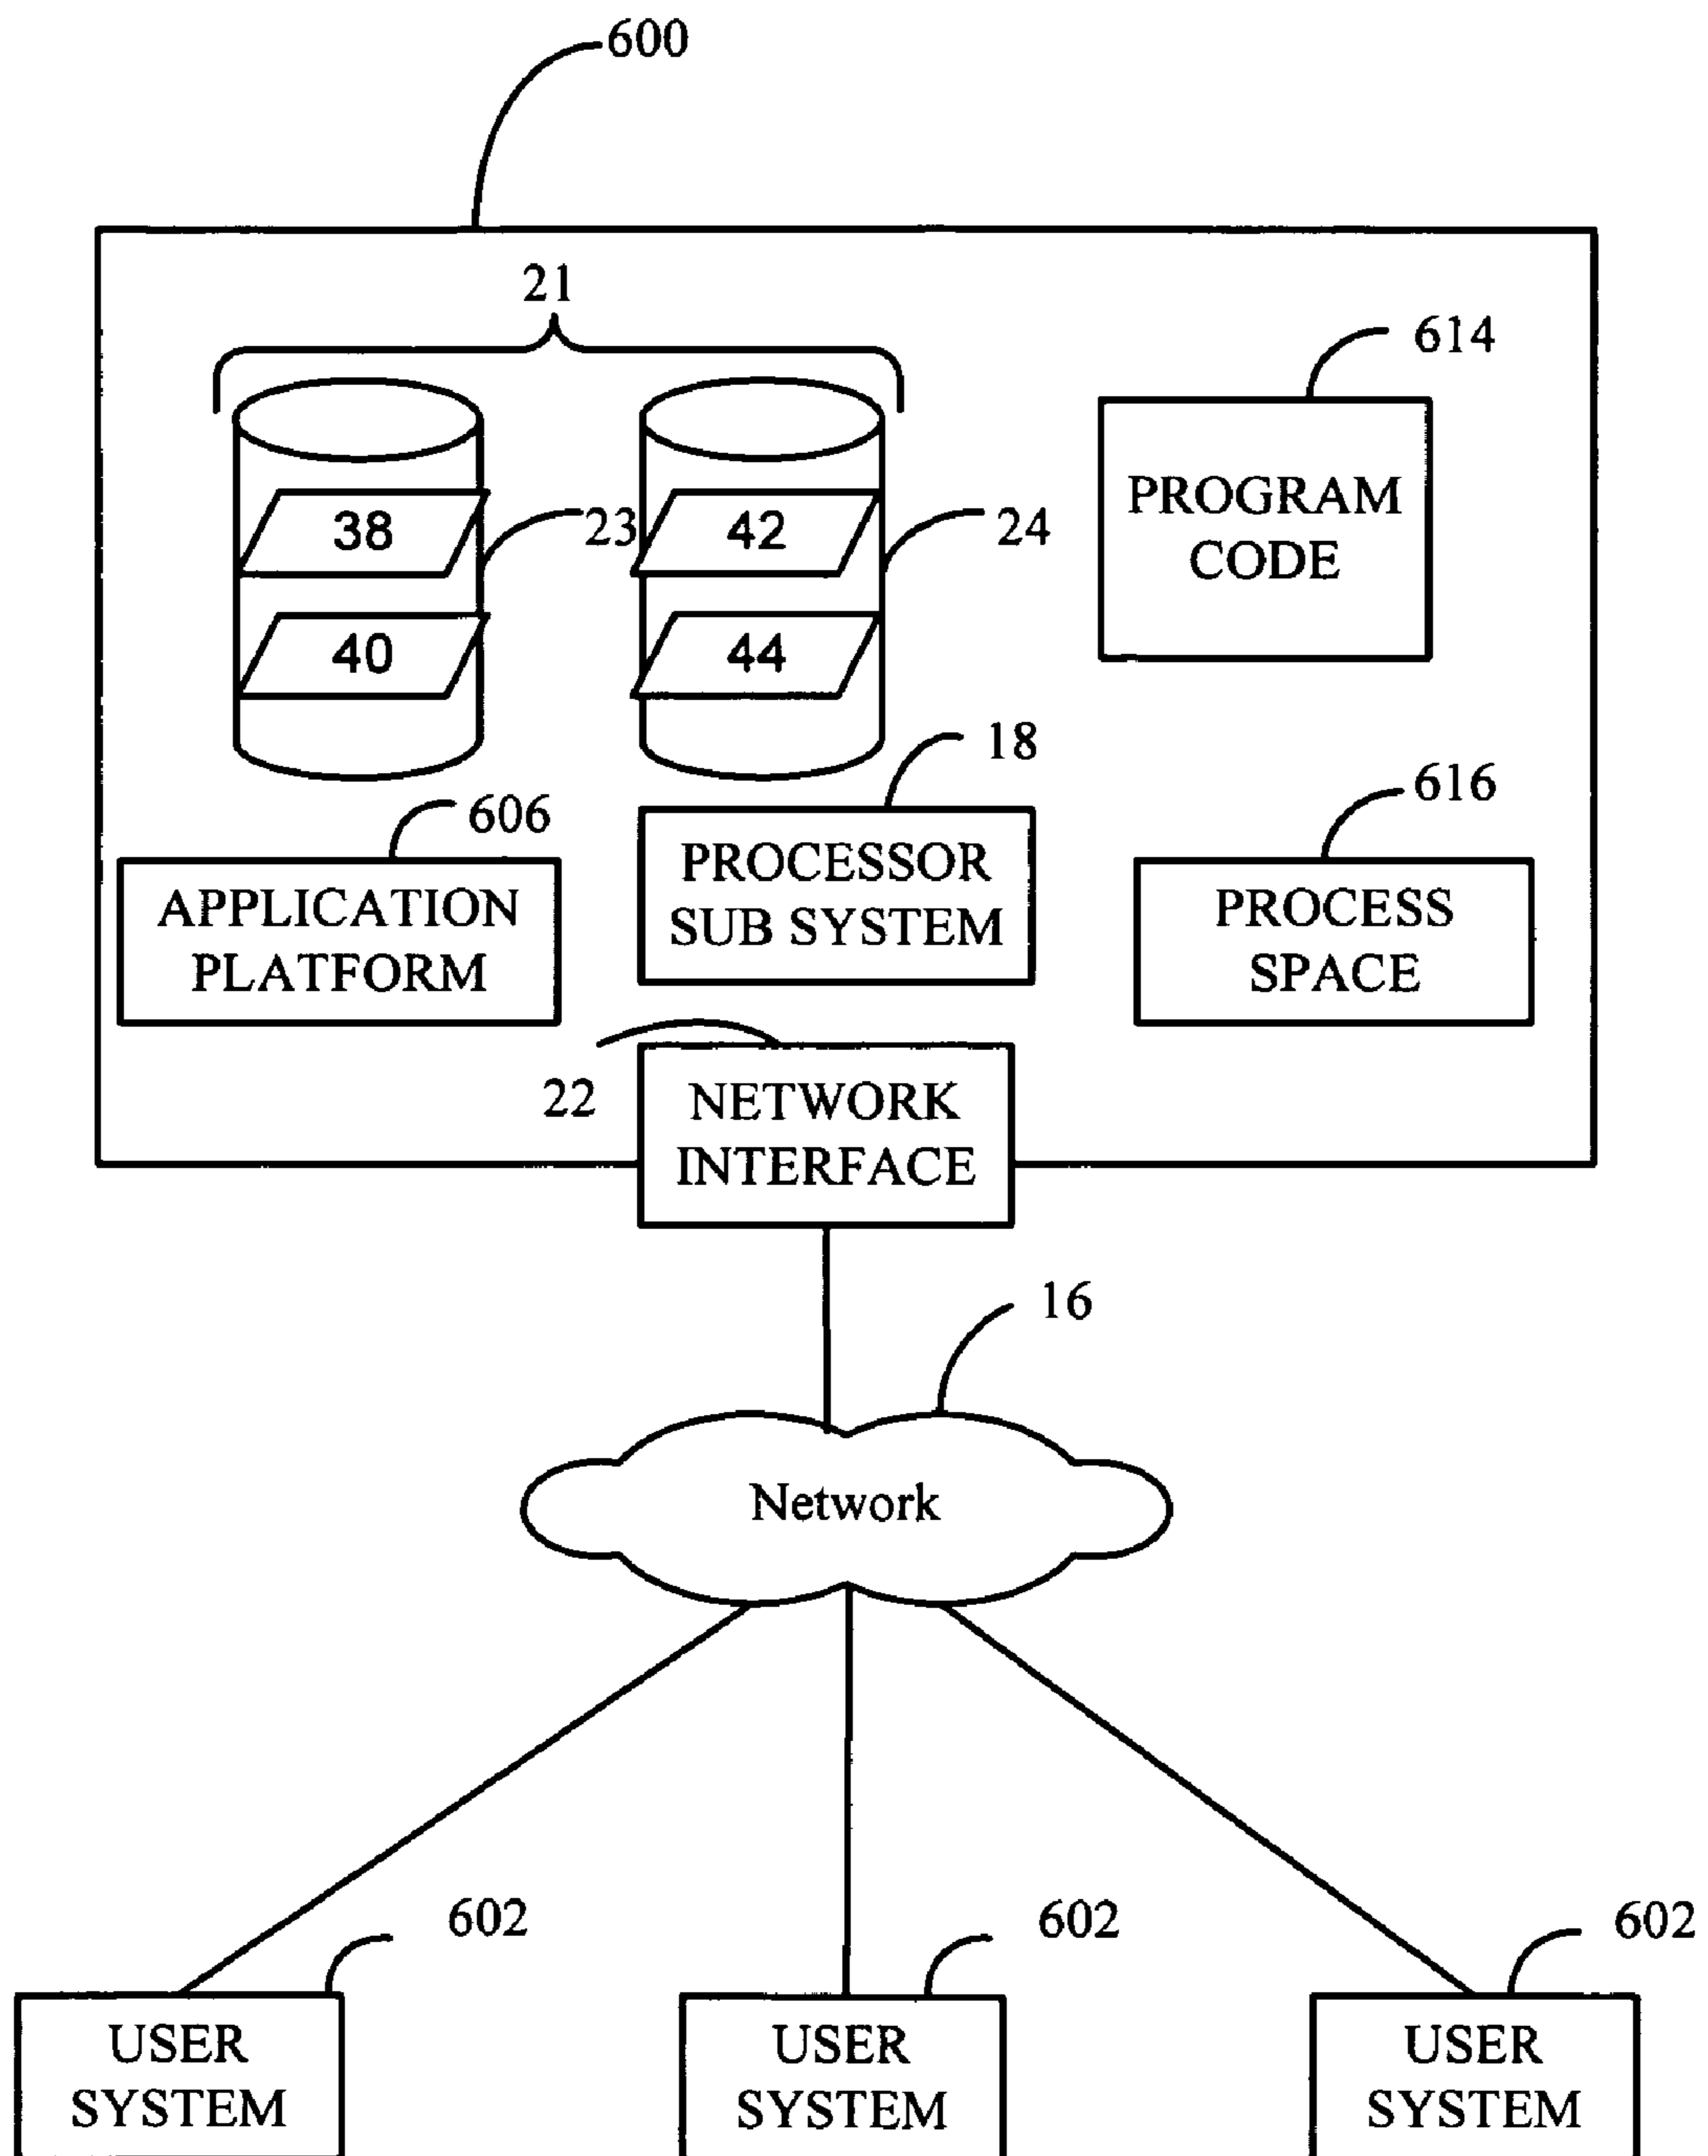 600
21
614
PROGRAM
CODE
38
23
42
24
40
44
18
606
616
APPLICATION
PLATFORM
PROCESSOR
SUB SYSTEM
PROCESS
SPACE
22
NETWORK
INTERFACE
16
Network
602
602
602
USER
SYSTEM
USER
SYSTEM
USER
SYSTEM